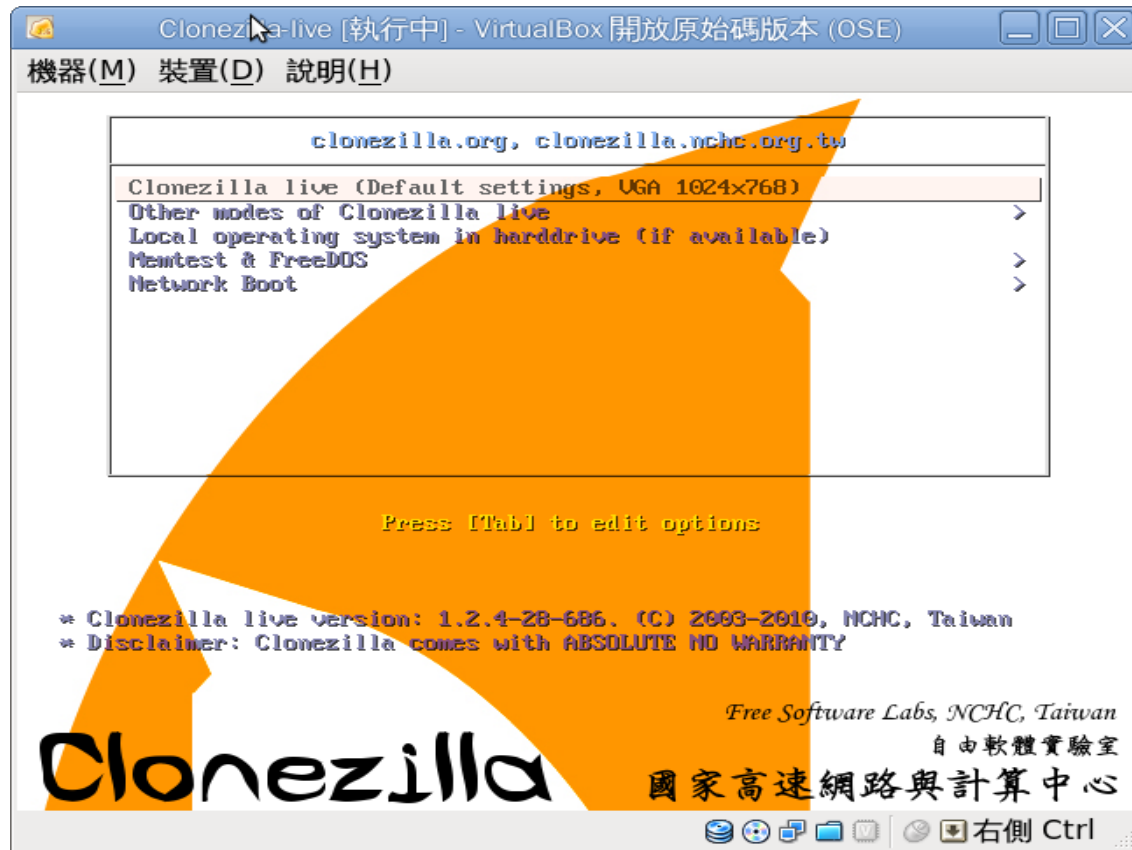 Clonezilla-live [執行中] - VirtualBox 開放原始碼版本 (OSE)
機器(M) 裝置(D) 說明(H)
clonezilla.org, clonezilla.nchc.org.tw
Clonezilla live (Default settings, VGA 1024x768)
Other modes of Clonezilla live >
Local operating system in harddrive (if available)
Memtest & FreeDOS >
Network Boot >
Press [Tab] to edit options
* Clonezilla live version: 1.2.4-28-686. (C) 2003-2010, NCHC, Taiwan
* Disclaimer: Clonezilla comes with ABSOLUTE NO WARRANTY
Free Software Labs, NCHC, Taiwan
自由軟體實驗室
Clonezilla
國家高速網路與計算中心
右側 Ctrl